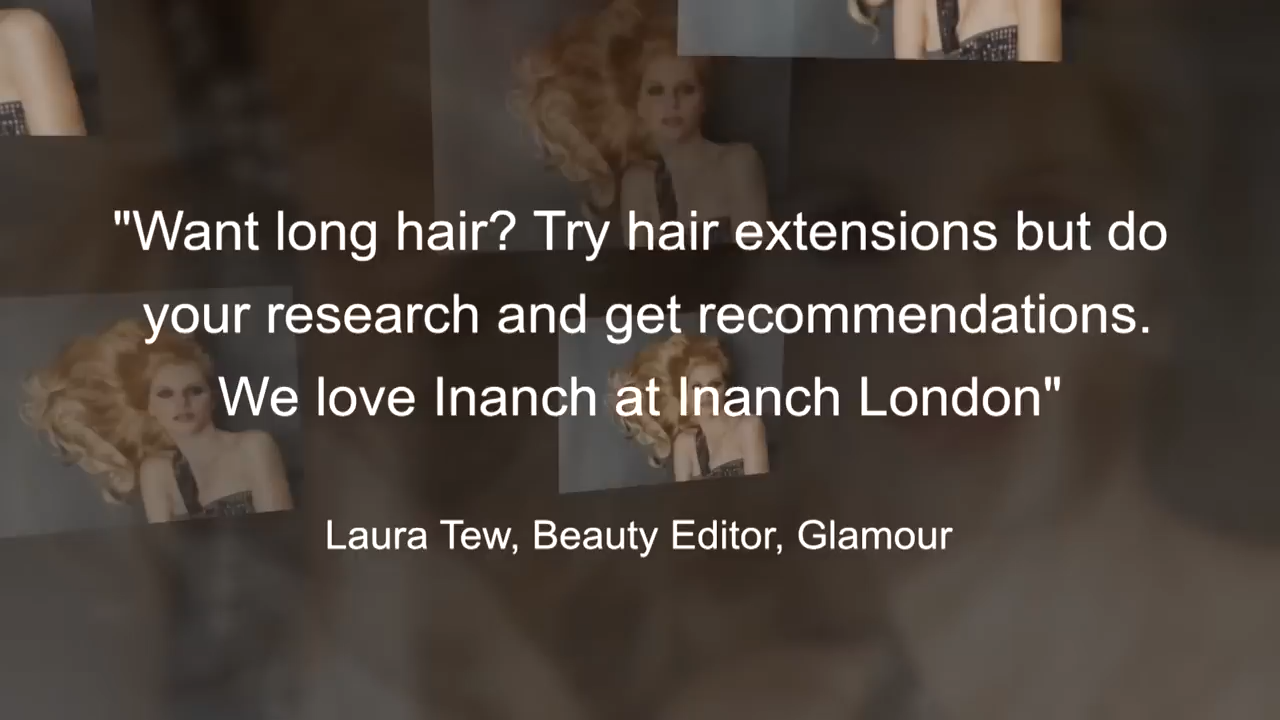 "Want long hair? Try hair extensions but do
your research and get recommendations.
We love Inanch at Inanch London"
Laura Tew, Beauty Editor, Glamour